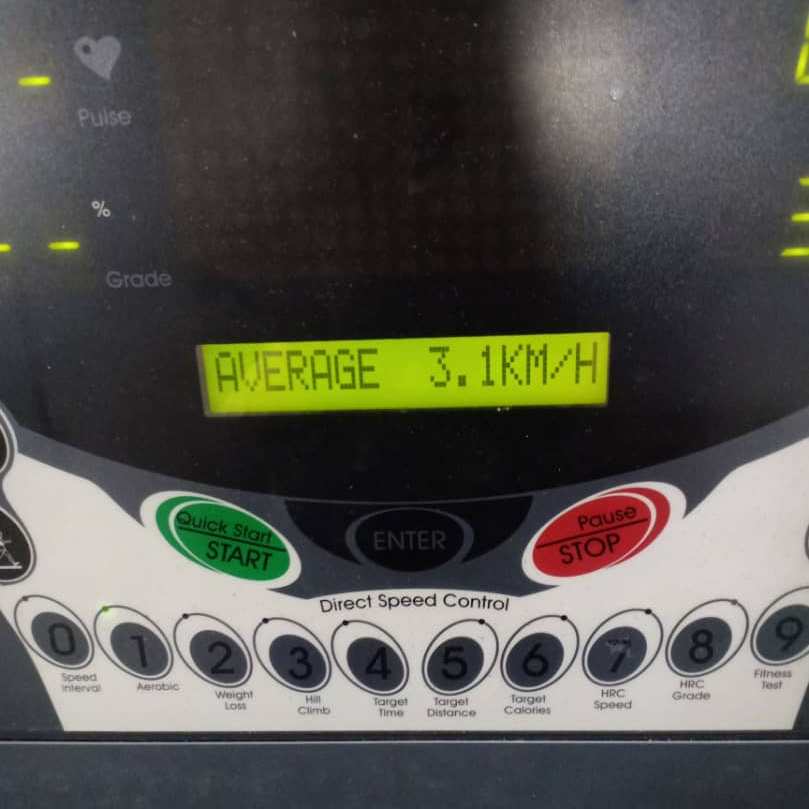 Pulse
%
Grade
AVERAGE 3.1KM/H
Quick Start
START
ENTER
Pause
STOP
Direct Speed Control
0 1 2 3 4 5 6 7 8 9
Speed Interval
Aerobic
Weight Loss
Hill Climb
Target Time
Target Distance
Target Calories
HRC Speed
HRC Grade
Fitness Test